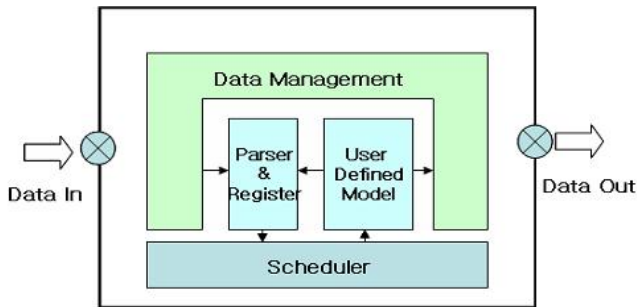 Data Management
Parser
&
Register
User
Defined
Model
Data In
Data Out
Scheduler